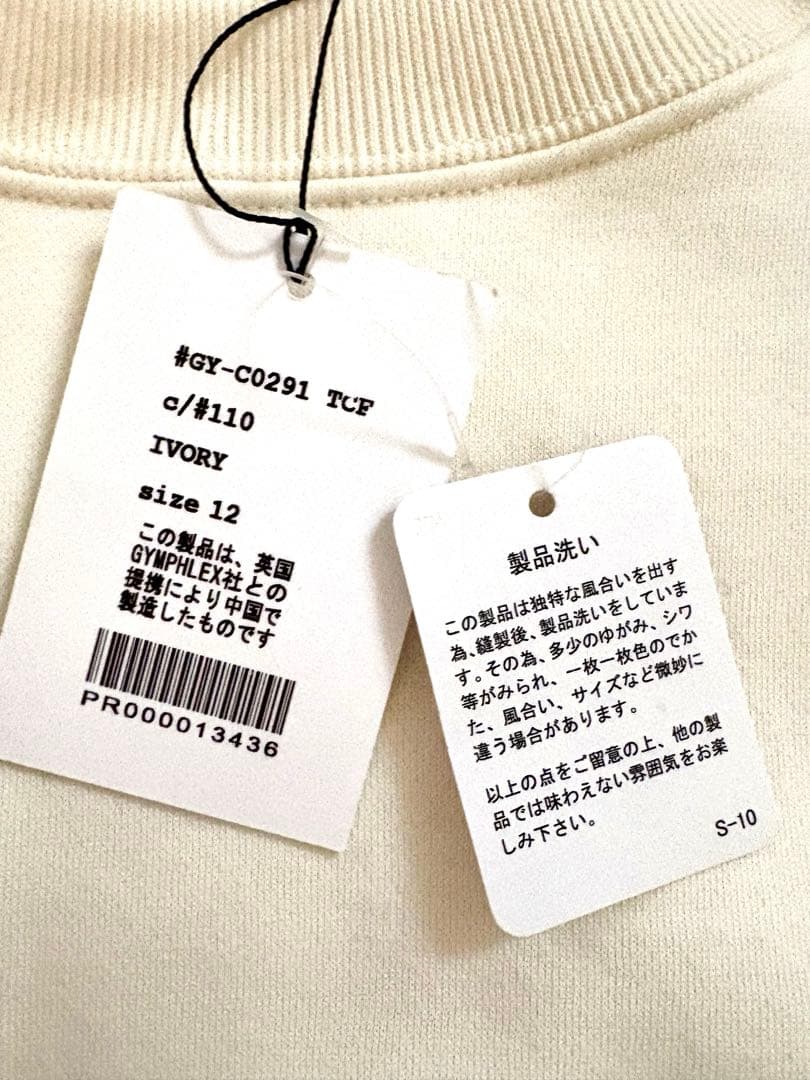 #GY-C0291 TCF
c/#110
IVORY
size 12
この製品は、英国
GYMPHLEX社との
提携により中国で
製造したものです
PR000013436
製品洗い
この製品は独特な風合いを出す
為、縫製後、製品洗いをしていま
す。その為、多少のゆがみ、シワ
等がみられ、一枚一枚色のでか
た、風合い、サイズなど微妙に
違う場合があります。
以上の点をご留意の上、他の製
品では味わえない雰囲気をお楽
しみ下さい。
S-10